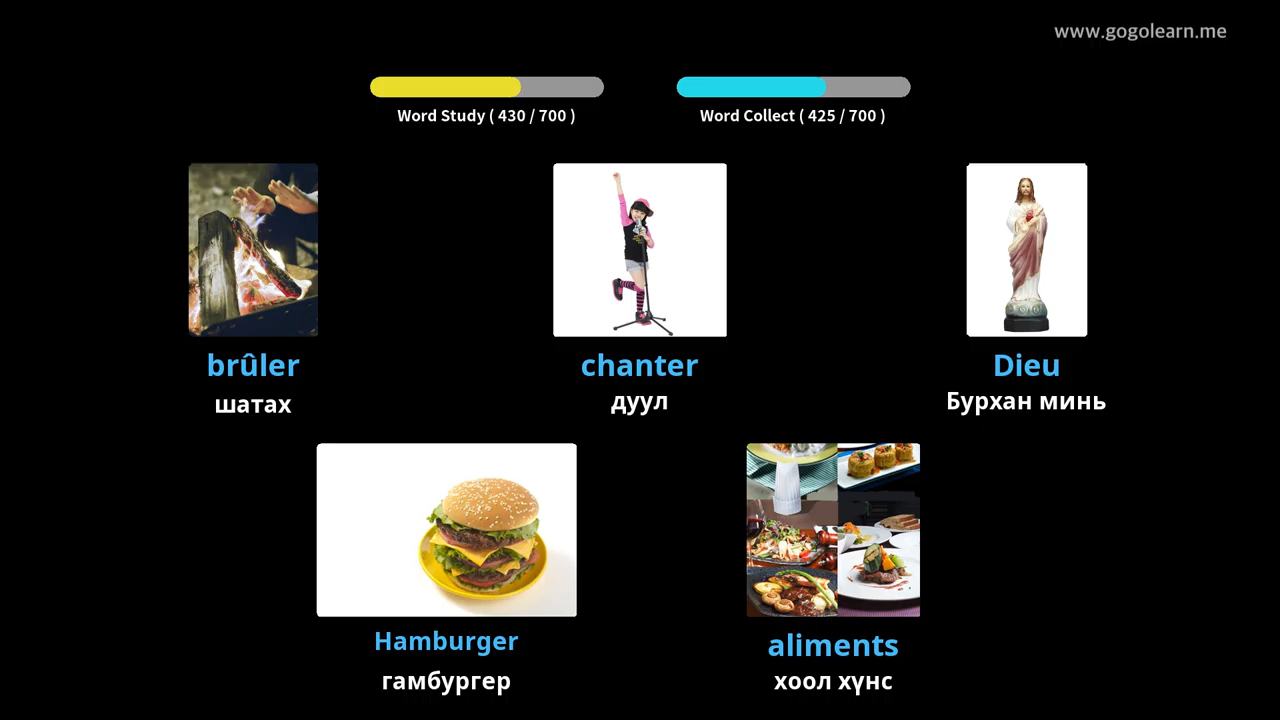 www.gogolearn.me
Word Study ( 430 / 700 )
Word Collect ( 425 / 700 )
brûler
шатах
chanter
дуул
Dieu
Бурхан минь
Hamburger
гамбургер
aliments
хоол хүнс